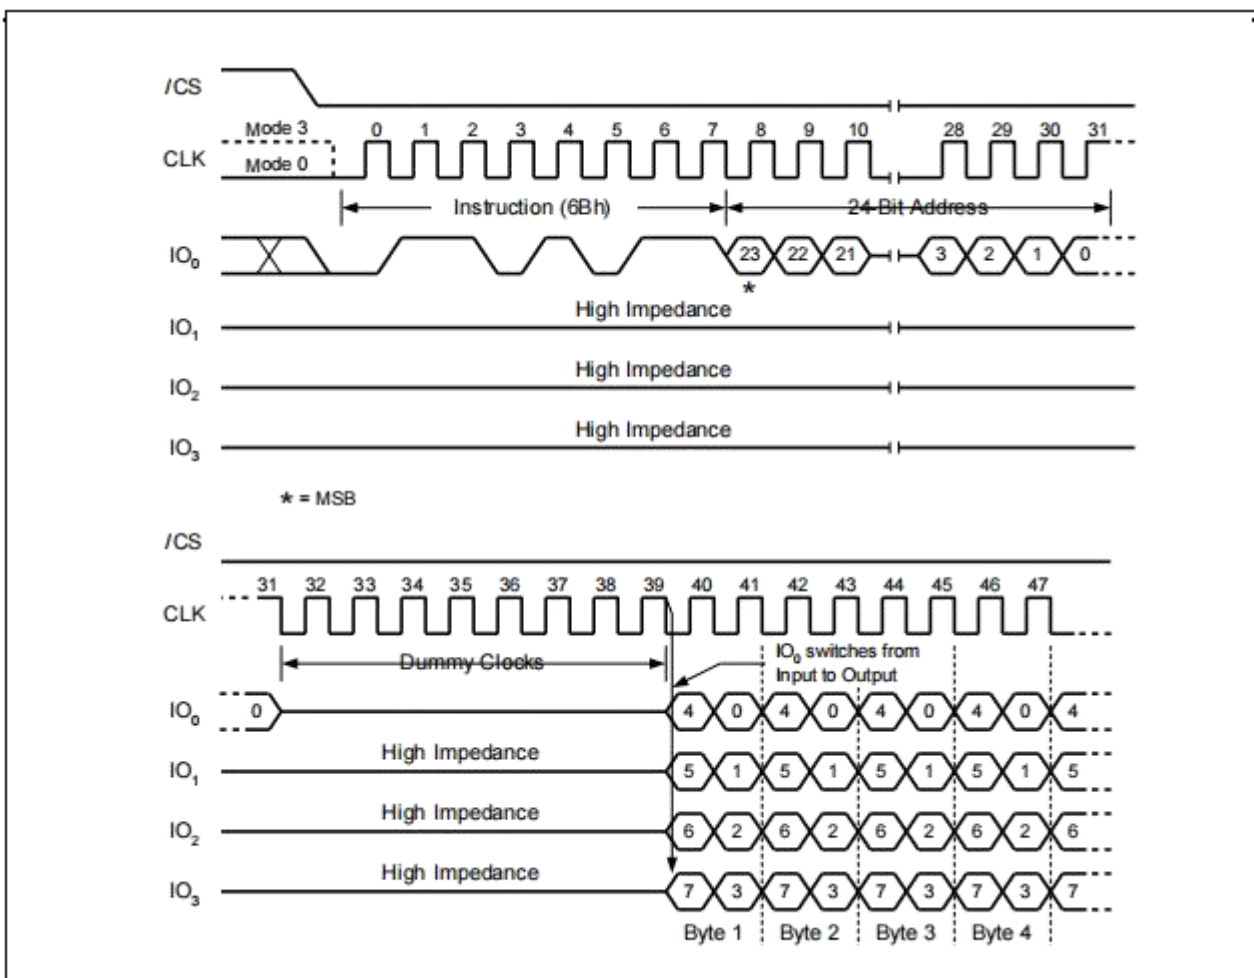 /CS
Mode 3 0 1 2 3 4 5 6 7 8 9 10 28 29 30 31
CLK Mode 0
Instruction (6Bh) 24-Bit Address
IO0 23 22 21 3 2 1 0
*
High Impedance
IO1
High Impedance
IO2
High Impedance
IO3
* = MSB
/CS
31 32 33 34 35 36 37 38 39 40 41 42 43 44 45 46 47
CLK
IO0 switches from
Dummy Clocks Input to Output
IO0 0 4 0 4 0 4 0 4 0 4
High Impedance
IO1 5 1 5 1 5 1 5 1 5
High Impedance
IO2 6 2 6 2 6 2 6 2 6
High Impedance
IO3 7 3 7 3 7 3 7 3 7
Byte 1 Byte 2 Byte 3 Byte 4